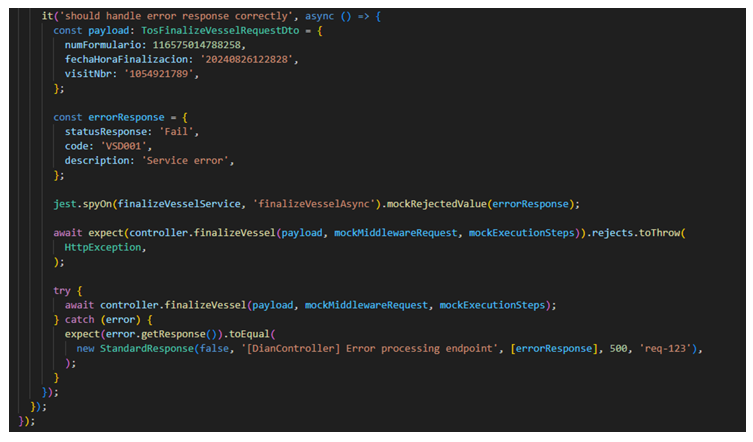 it('should handle error response correctly', async () => {
const payload: TosFinalizeVesselRequestDto = {
numFormulario: 116575014788258,
fechaHoraFinalizacion: '20240826122828',
visitNbr: '1054921789',
};
const errorResponse = {
statusResponse: 'Fail',
code: 'VSD001',
description: 'Service error',
};
jest.spyOn(finalizeVesselService, 'finalizeVesselAsync').mockRejectedValue(errorResponse);
await expect(controller.finalizeVessel(payload, mockMiddlewareRequest, mockExecutionSteps)).rejects.toThrow(
HttpException,
);
try {
await controller.finalizeVessel(payload, mockMiddlewareRequest, mockExecutionSteps);
} catch (error) {
expect(error.getResponse()).toEqual(
new StandardResponse(false, '[DianController] Error processing endpoint', [errorResponse], 500, 'req-123'),
);
}
});
});
});